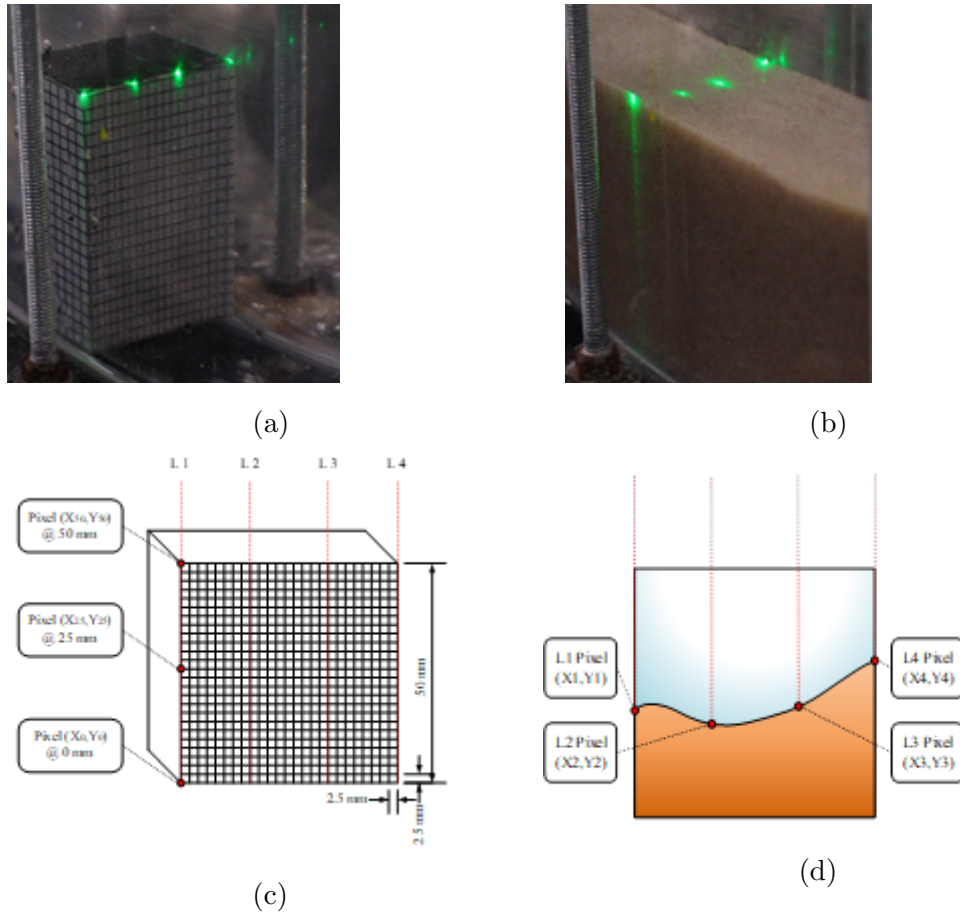 (a)
(b)
L 1
L 2
L 3
L 4
Pixel (X50,Y50)
@ 50 mm
Pixel (X25,Y25)
@ 25 mm
Pixel (X0,Y0)
@ 0 mm
50 mm
2.5 mm
2.5 mm
(c)
L1 Pixel
(X1,Y1)
L2 Pixel
(X2,Y2)
L4 Pixel
(X4,Y4)
L3 Pixel
(X3,Y3)
(d)